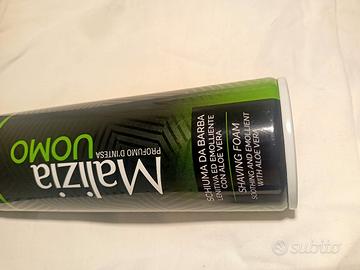 Malizia
PROFUMO D'INTESA
UOMO
SCHIUMA DA BARBA
LENITIVA ED EMOLLIENTE
CON ALOE VERA
SHAVING FOAM
SOOTHING AND EMOLLIENT
WITH ALOE VERA
subito